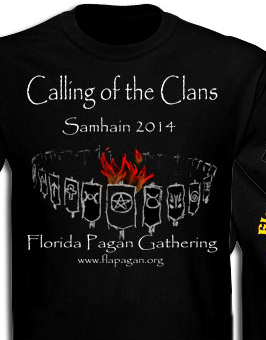 Calling of the Clans
Samhain 2014
Florida Pagan Gathering
www.flapagan.org